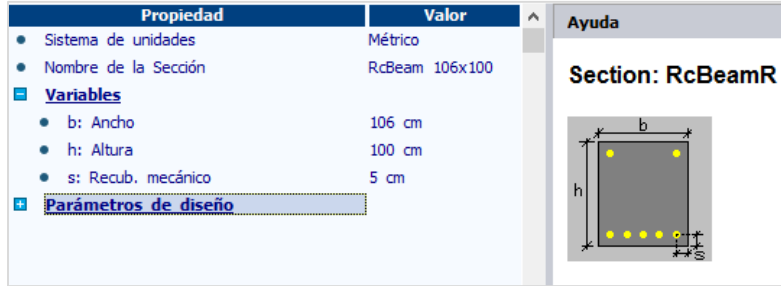 Propiedad Valor
Sistema de unidades Métrico
Nombre de la Sección RcBeam 106x100
Variables
b: Ancho 106 cm
h: Altura 100 cm
s: Recub. mecánico 5 cm
Parámetros de diseño
Ayuda
Section: RcBeamR
b
h
s